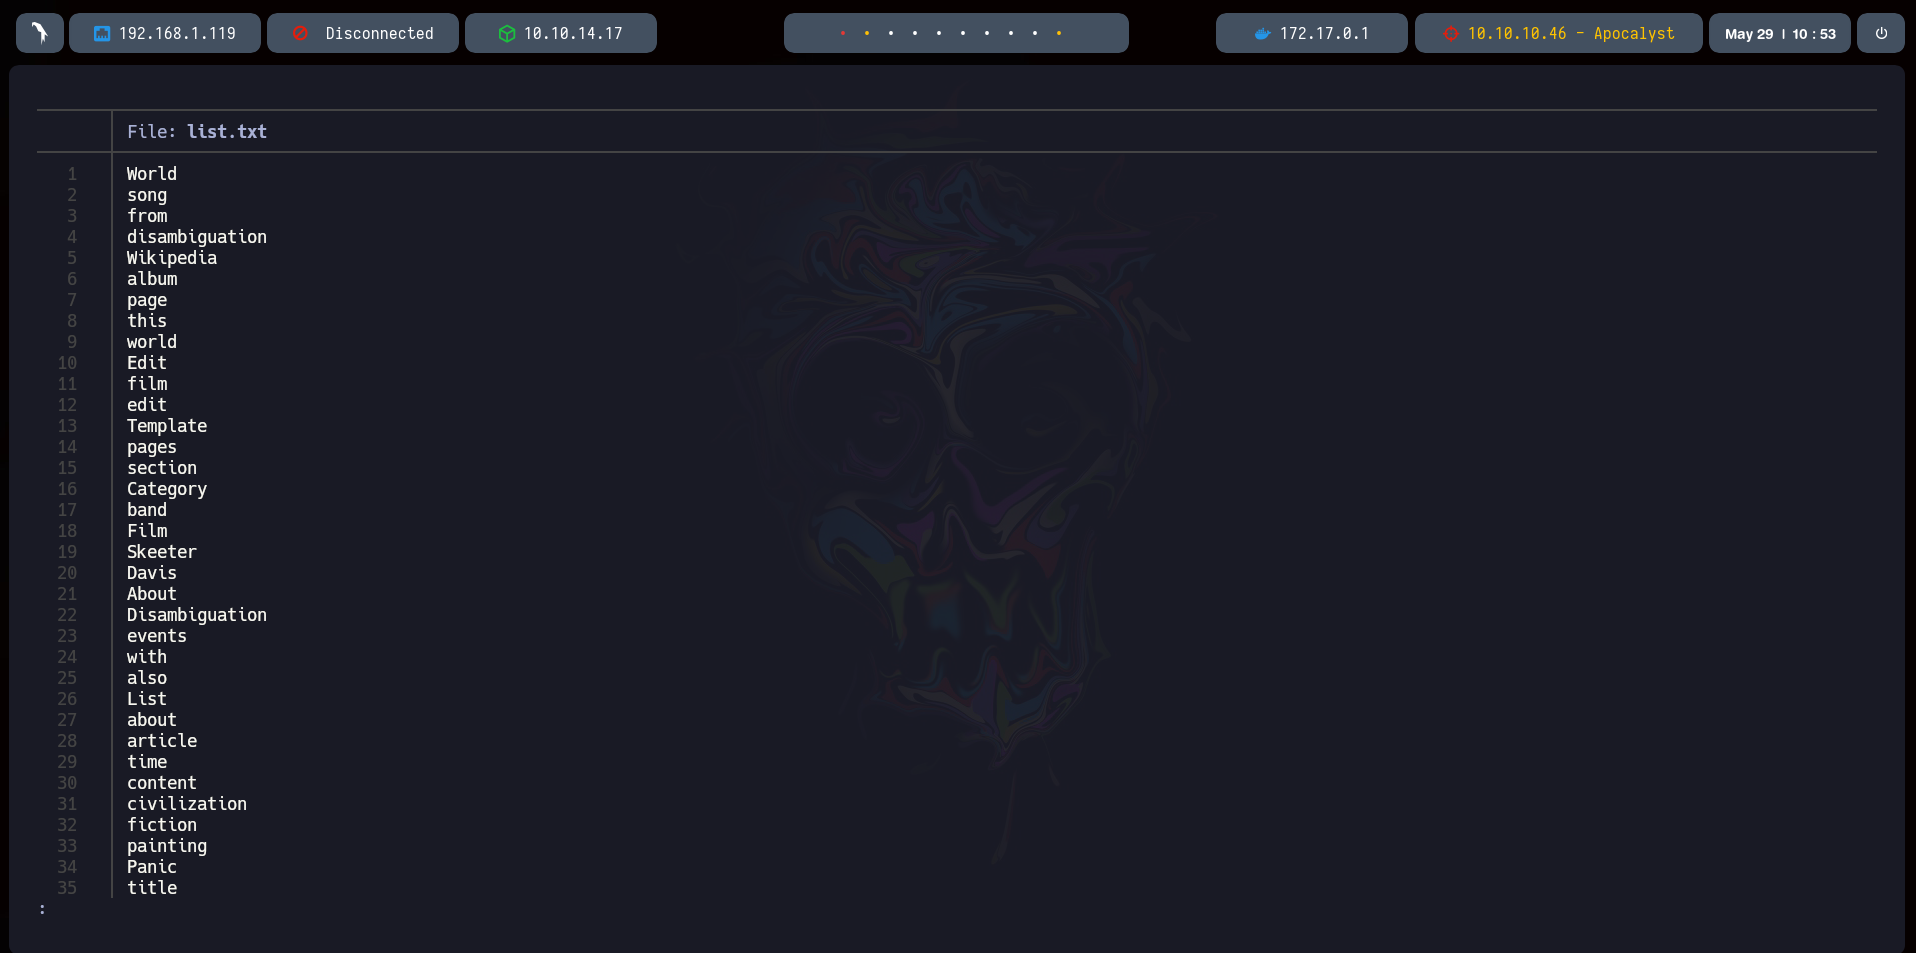 192.168.1.119 Disconnected 10.10.14.17 172.17.0.1 10.10.10.46 - Apocalyst May 29 | 10 : 53
File: list.txt
1 World
2 song
3 from
4 disambiguation
5 Wikipedia
6 album
7 page
8 this
9 world
10 Edit
11 film
12 edit
13 Template
14 pages
15 section
16 Category
17 band
18 Film
19 Skeeter
20 Davis
21 About
22 Disambiguation
23 events
24 with
25 also
26 List
27 about
28 article
29 time
30 content
31 civilization
32 fiction
33 painting
34 Panic
35 title
: